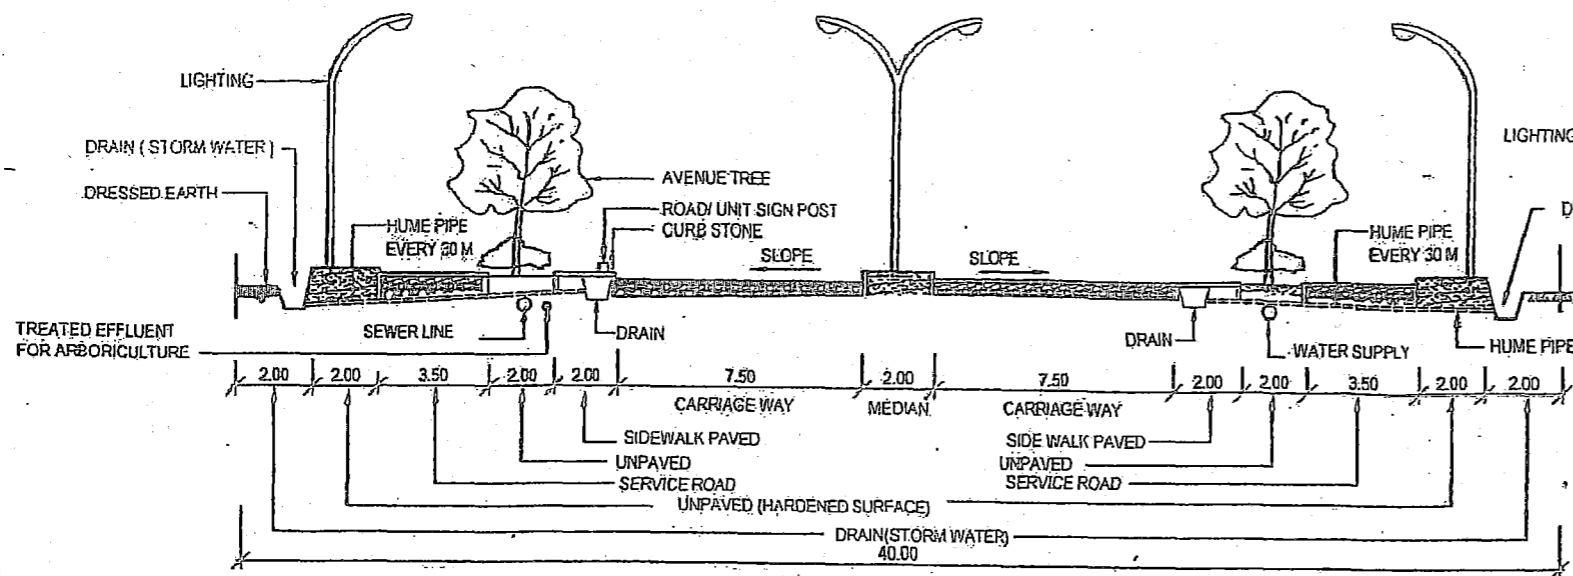 LIGHTING
LIGHTING
DRAIN ( STORM WATER )
DRESSED EARTH
AVENUE TREE
ROAD/ UNIT SIGN POST
CURB STONE
HUME PIPE
EVERY 30 M
SLOPE
SLOPE
HUME PIPE
EVERY 30 M
D
TREATED EFFLUENT
FOR ARBORICULTURE
SEWER LINE
DRAIN
DRAIN
WATER SUPPLY
HUME PIPE
2.00 2.00 3.50 2.00 2.00 7.50 2.00 7.50 2.00 2.00 3.50 2.00 2.00
CARRIAGE WAY MEDIAN CARRIAGE WAY
SIDEWALK PAVED SIDE WALK PAVED
UNPAVED UNPAVED
SERVICE ROAD SERVICE ROAD
UNPAVED (HARDENED SURFACE)
DRAIN(STORM WATER)
40.00